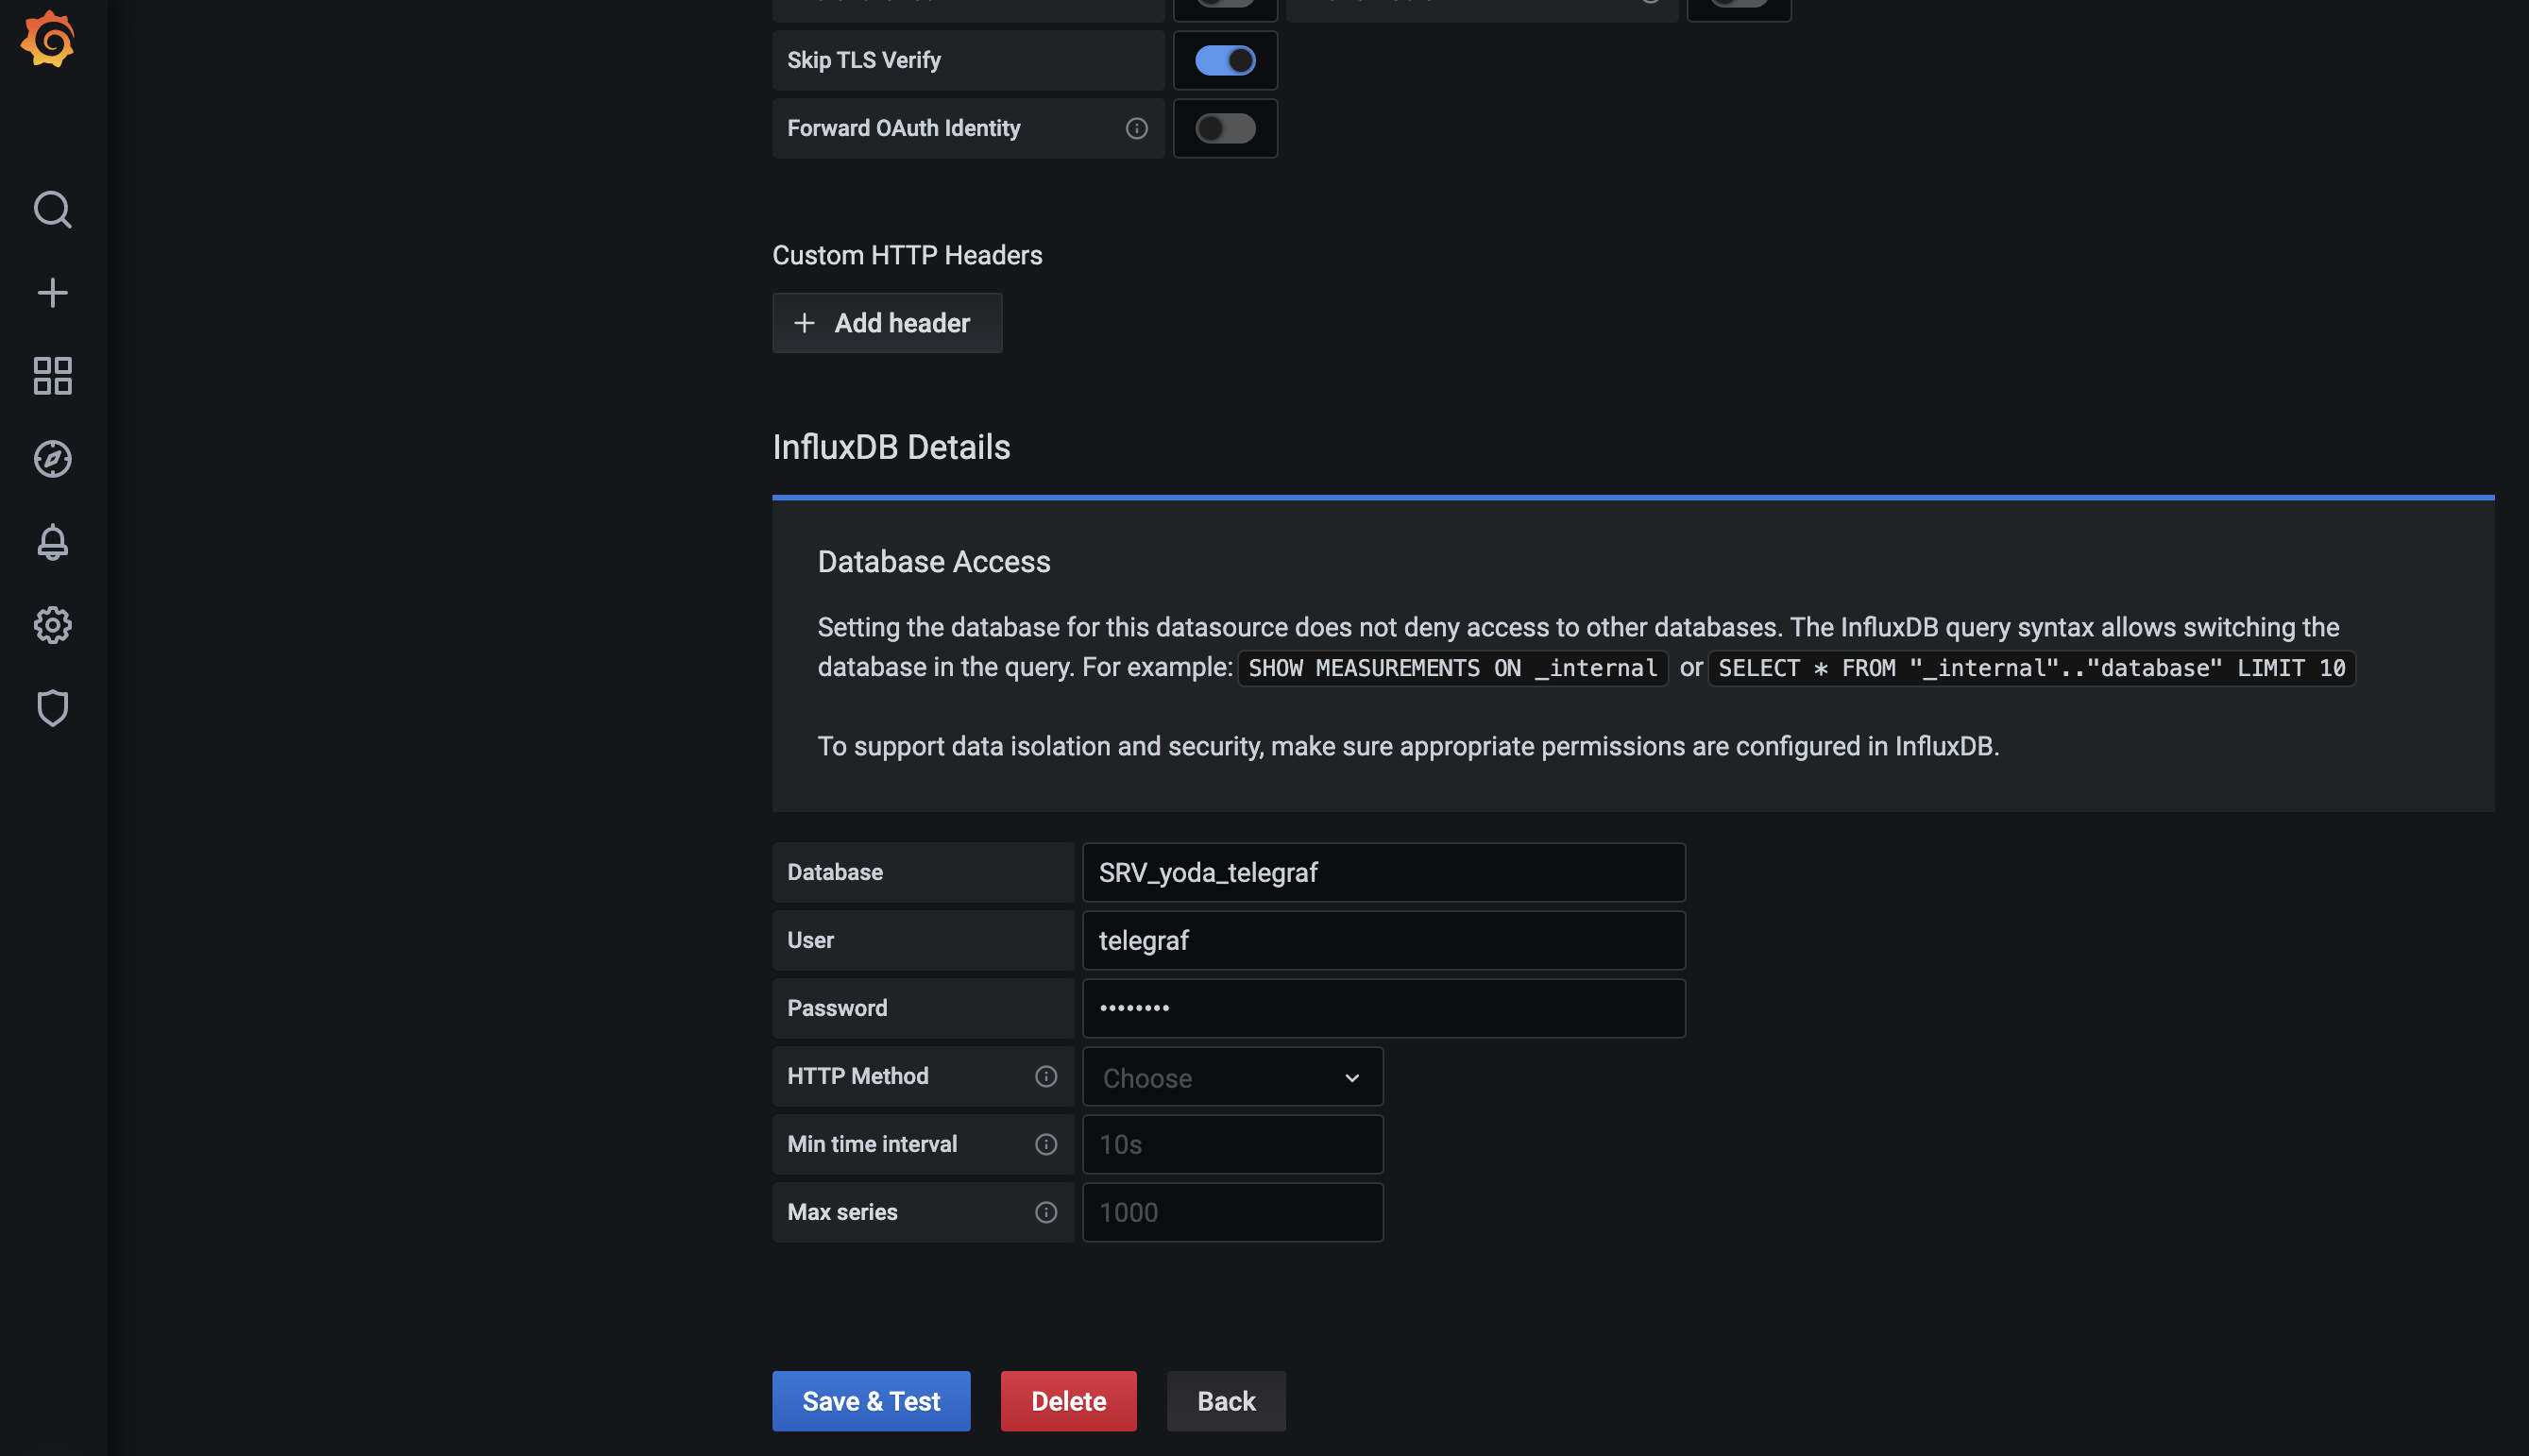 Skip TLS Verify
Forward OAuth Identity
Custom HTTP Headers
Add header
InfluxDB Details
Database Access
Setting the database for this datasource does not deny access to other databases. The InfluxDB query syntax allows switching the
database in the query. For example: SHOW MEASUREMENTS ON _internal or SELECT * FROM "_internal".."database" LIMIT 10
To support data isolation and security, make sure appropriate permissions are configured in InfluxDB.
Database SRV_yoda_telegraf
User telegraf
Password ••••••••
HTTP Method Choose
Min time interval 10s
Max series 1000
Save & Test Delete Back